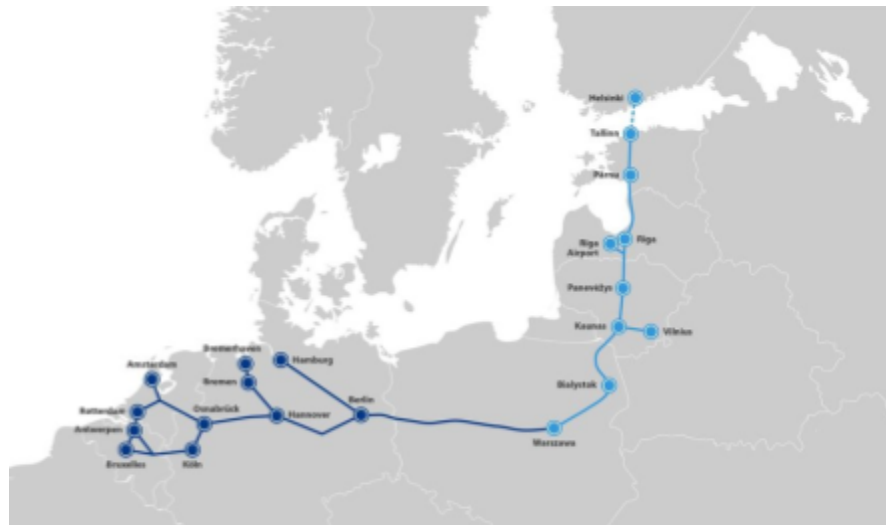 Helsinki
Tallinn
Pärnu
Riga
Airport
Riga
Panevėžys
Kaunas
Vilnius
Bialystok
Warszawa
Bremerhaven
Hamburg
Amsterdam
Bremen
Rotterdam
Osnabrück
Hannover
Berlin
Antwerpen
Bruxelles
Köln